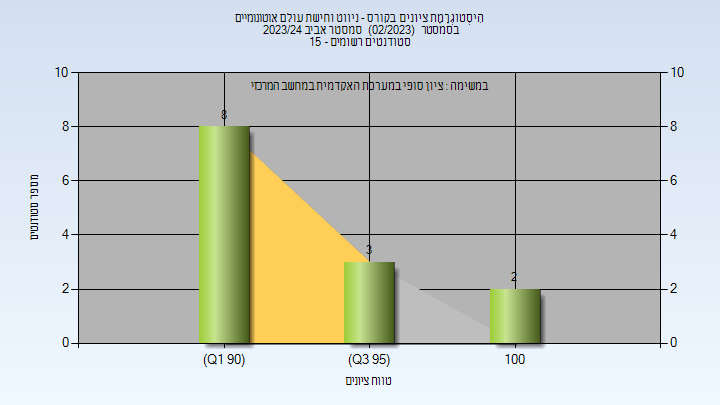 היסטוגרמת ציונים בקורס - ניווט וחישת עולם אוטונומיים
בסמסטר (02/2023) סמסטר אביב 2023/24
סטודנטים רשומים - 15
במשימה : ציון סופי במערכת האקדמית במחשב המרכזי
10 10
8 8
6 6
4 4
2 2
0 0
8
3
2
מספר סטודנטים
(Q1 90) (Q3 95) 100
טווח ציונים